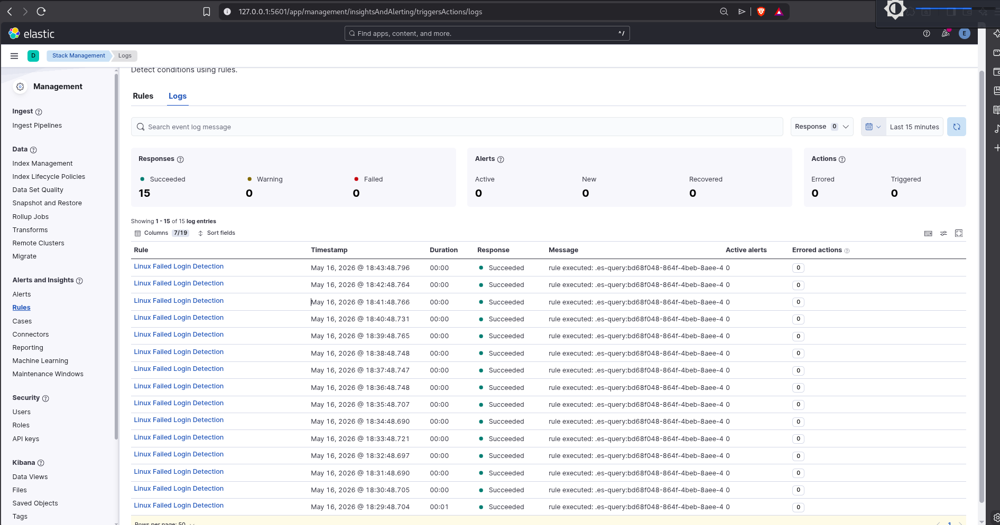 127.0.0.1:5601/app/management/insightsAndAlerting/triggersActions/logs
elastic
Find apps, content, and more.
^/
E
D
Stack Management
Logs
Management
Ingest
Ingest Pipelines
Data
Index Management
Index Lifecycle Policies
Data Set Quality
Snapshot and Restore
Rollup Jobs
Transforms
Remote Clusters
Migrate
Alerts and Insights
Alerts
Rules
Cases
Connectors
Reporting
Machine Learning
Maintenance Windows
Security
Users
Roles
API keys
Kibana
Data Views
Files
Saved Objects
Tags
Detect conditions using rules.
Rules Logs
Search event log message
Response 0
Last 15 minutes
Responses
Succeeded Warning Failed
15 0 0
Alerts
Active New Recovered
0 0 0
Actions
Errored Triggered
0 0
Showing 1 - 15 of 15 log entries
Columns 7/19 Sort fields
Rule Timestamp Duration Response Message Active alerts Errored actions
Linux Failed Login Detection May 16, 2026 @ 18:43:48.796 00:00 Succeeded rule executed: .es-query:bd68f048-864f-4beb-8aee-4 0 0
Linux Failed Login Detection May 16, 2026 @ 18:42:48.764 00:00 Succeeded rule executed: .es-query:bd68f048-864f-4beb-8aee-4 0 0
Linux Failed Login Detection May 16, 2026 @ 18:41:48.766 00:00 Succeeded rule executed: .es-query:bd68f048-864f-4beb-8aee-4 0 0
Linux Failed Login Detection May 16, 2026 @ 18:40:48.731 00:00 Succeeded rule executed: .es-query:bd68f048-864f-4beb-8aee-4 0 0
Linux Failed Login Detection May 16, 2026 @ 18:39:48.765 00:00 Succeeded rule executed: .es-query:bd68f048-864f-4beb-8aee-4 0 0
Linux Failed Login Detection May 16, 2026 @ 18:38:48.748 00:00 Succeeded rule executed: .es-query:bd68f048-864f-4beb-8aee-4 0 0
Linux Failed Login Detection May 16, 2026 @ 18:37:48.747 00:00 Succeeded rule executed: .es-query:bd68f048-864f-4beb-8aee-4 0 0
Linux Failed Login Detection May 16, 2026 @ 18:36:48.748 00:00 Succeeded rule executed: .es-query:bd68f048-864f-4beb-8aee-4 0 0
Linux Failed Login Detection May 16, 2026 @ 18:35:48.707 00:00 Succeeded rule executed: .es-query:bd68f048-864f-4beb-8aee-4 0 0
Linux Failed Login Detection May 16, 2026 @ 18:34:48.690 00:00 Succeeded rule executed: .es-query:bd68f048-864f-4beb-8aee-4 0 0
Linux Failed Login Detection May 16, 2026 @ 18:33:48.721 00:00 Succeeded rule executed: .es-query:bd68f048-864f-4beb-8aee-4 0 0
Linux Failed Login Detection May 16, 2026 @ 18:32:48.697 00:00 Succeeded rule executed: .es-query:bd68f048-864f-4beb-8aee-4 0 0
Linux Failed Login Detection May 16, 2026 @ 18:31:48.690 00:00 Succeeded rule executed: .es-query:bd68f048-864f-4beb-8aee-4 0 0
Linux Failed Login Detection May 16, 2026 @ 18:30:48.705 00:00 Succeeded rule executed: .es-query:bd68f048-864f-4beb-8aee-4 0 0
Linux Failed Login Detection May 16, 2026 @ 18:29:48.704 00:01 Succeeded rule executed: .es-query:bd68f048-864f-4beb-8aee-4 0 0
Rows per page: 50
1